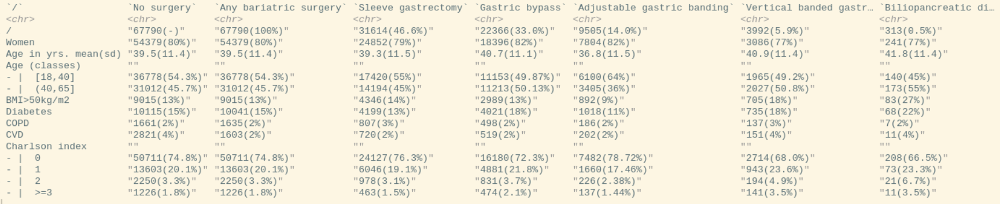 `/` `No surgery` `Any bariatric surgery` `Sleeve gastrectomy` `Gastric bypass` `Adjustable gastric banding` `Vertical banded gastr… `Biliopancreatic di…
<chr> <chr> <chr> <chr> <chr> <chr> <chr> <chr>
/ "67790(-)" "67790(100%)" "31614(46.6%)" "22366(33.0%)" "9505(14.0%)" "3992(5.9%)" "313(0.5%)"
Women "54379(80%)" "54379(80%)" "24852(79%)" "18396(82%)" "7804(82%)" "3086(77%)" "241(77%)"
Age in yrs. mean(sd) "39.5(11.4)" "39.5(11.4)" "39.3(11.5)" "40.7(11.1)" "36.8(11.5)" "40.9(11.4)" "41.8(11.4)"
Age (classes) "" "" "" "" "" "" ""
- | [18,40] "36778(54.3%)" "36778(54.3%)" "17420(55%)" "11153(49.87%)" "6100(64%)" "1965(49.2%)" "140(45%)"
- | (40,65] "31012(45.7%)" "31012(45.7%)" "14194(45%)" "11213(50.13%)" "3405(36%)" "2027(50.8%)" "173(55%)"
BMI>50kg/m2 "9015(13%)" "9015(13%)" "4346(14%)" "2989(13%)" "892(9%)" "705(18%)" "83(27%)"
Diabetes "10115(15%)" "10041(15%)" "4199(13%)" "4021(18%)" "1018(11%)" "735(18%)" "68(22%)"
COPD "1661(2%)" "1635(2%)" "807(3%)" "498(2%)" "186(2%)" "137(3%)" "7(2%)"
CVD "2821(4%)" "1603(2%)" "720(2%)" "519(2%)" "202(2%)" "151(4%)" "11(4%)"
Charlson index "" "" "" "" "" "" ""
- | 0 "50711(74.8%)" "50711(74.8%)" "24127(76.3%)" "16180(72.3%)" "7482(78.72%)" "2714(68.0%)" "208(66.5%)"
- | 1 "13603(20.1%)" "13603(20.1%)" "6046(19.1%)" "4881(21.8%)" "1660(17.46%)" "943(23.6%)" "73(23.3%)"
- | 2 "2250(3.3%)" "2250(3.3%)" "978(3.1%)" "831(3.7%)" "226(2.38%)" "194(4.9%)" "21(6.7%)"
- | >=3 "1226(1.8%)" "1226(1.8%)" "463(1.5%)" "474(2.1%)" "137(1.44%)" "141(3.5%)" "11(3.5%)"